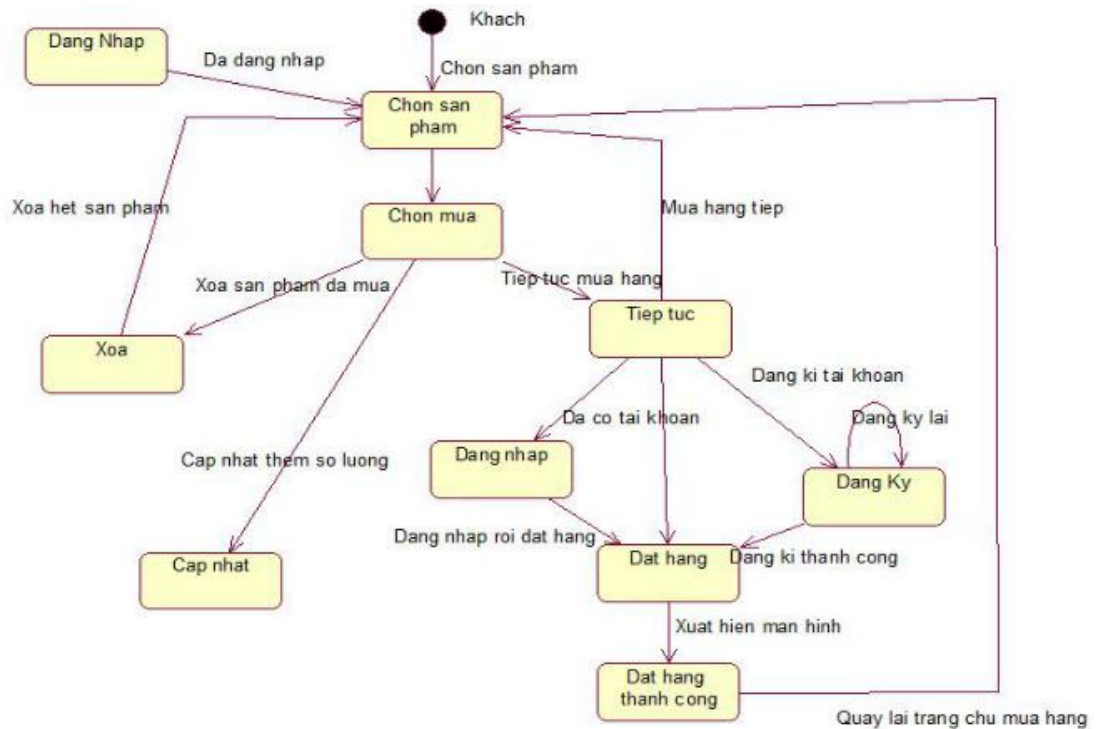 Khach
Dang Nhap
Da dang nhap
Chon san pham
Chon san
pham
Xoa het san pham
Chon mua
Mua hang tiep
Xoa san pham da mua
Tiep tuc mua hang
Tiep tuc
Xoa
Dang ki tai khoan
Da co tai khoan
Dang ky lai
Dang nhap
Cap nhat them so luong
Dang Ky
Dang nhap roi dat hang
Dat hang
Dang ki thanh cong
Cap nhat
Xuat hien man hinh
Dat hang
thanh cong
Quay lai trang chu mua hang